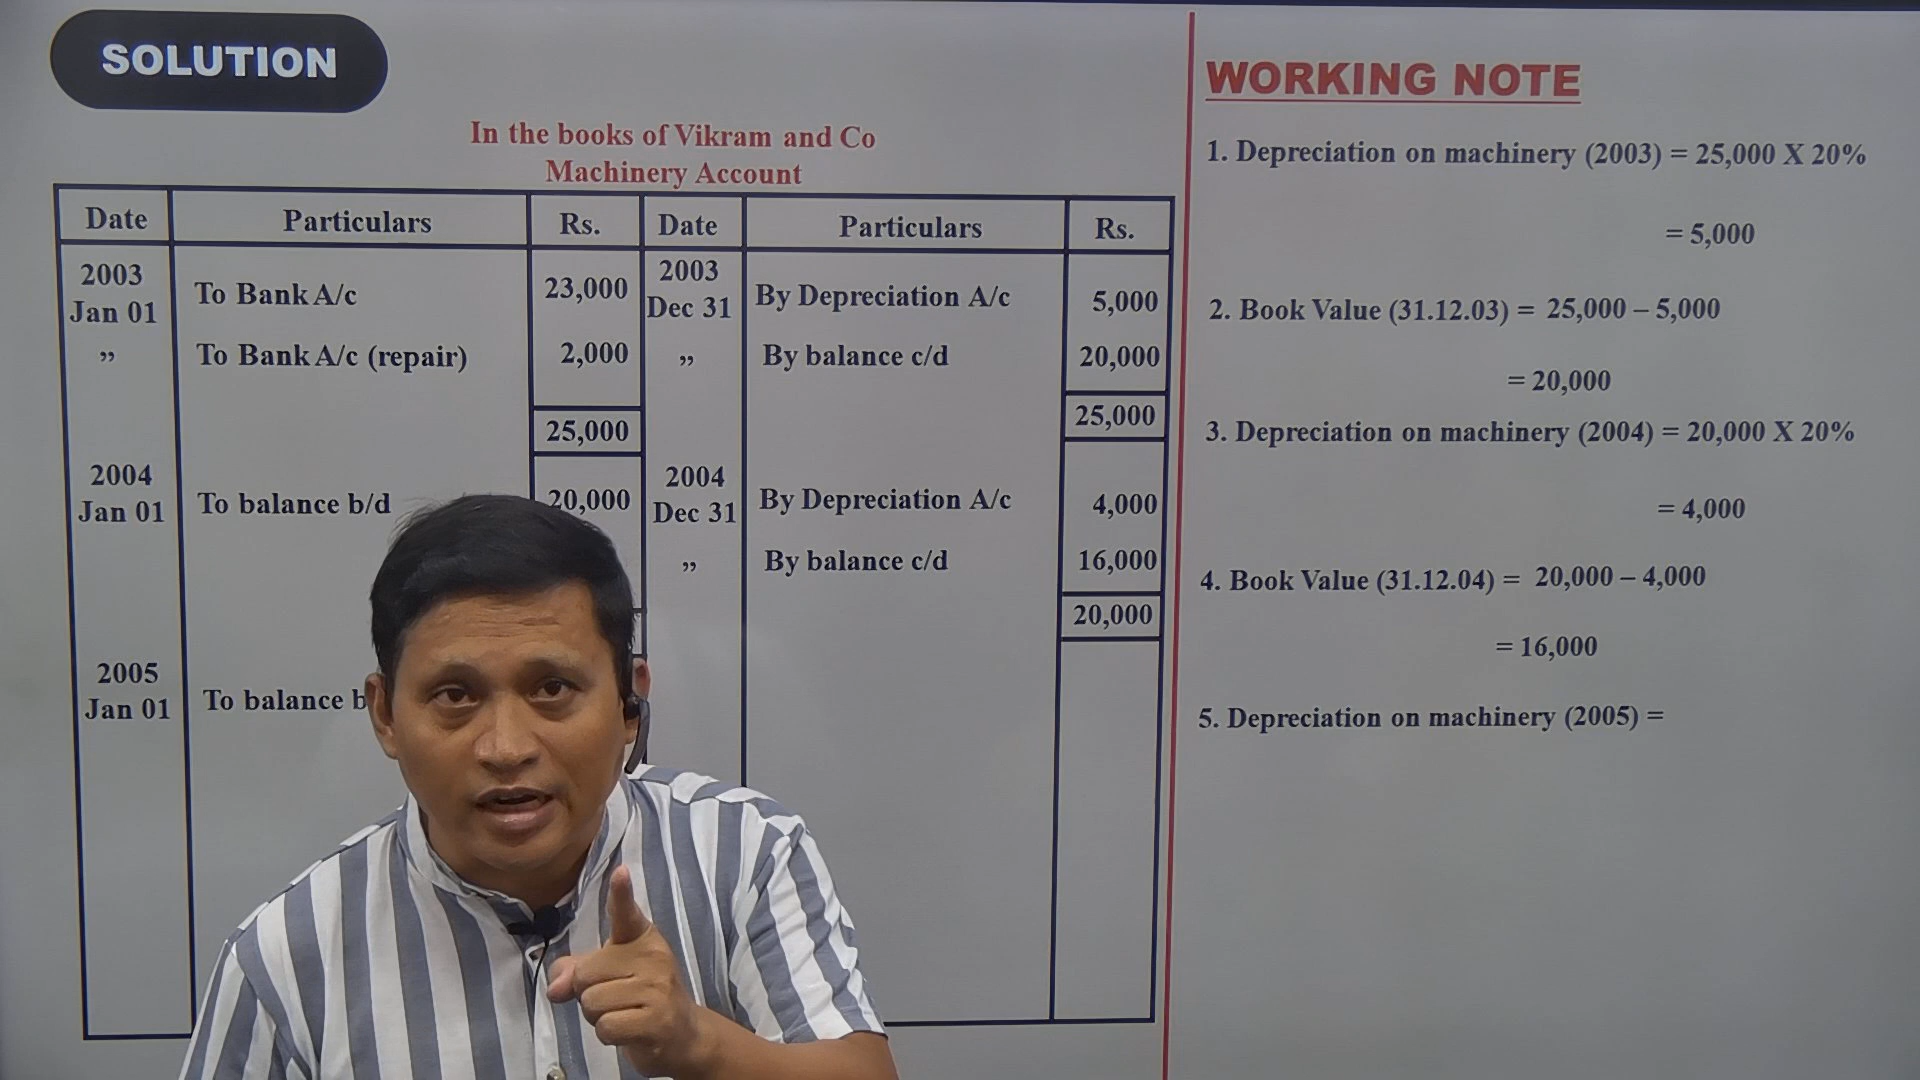 SOLUTION
In the books of Vikram and Co
Machinery Account
Date Particulars Rs. Date Particulars Rs.
2003 2003
Jan 01 To Bank A/c 23,000 Dec 31 By Depreciation A/c 5,000
” To Bank A/c (repair) 2,000 ” By balance c/d 20,000
25,000 25,000
2004 2004
Jan 01 To balance b/d 20,000 Dec 31 By Depreciation A/c 4,000
” By balance c/d 16,000
20,000
2005
Jan 01 To balance
WORKING NOTE
1. Depreciation on machinery (2003) = 25,000 X 20%
= 5,000
2. Book Value (31.12.03) = 25,000 – 5,000
= 20,000
3. Depreciation on machinery (2004) = 20,000 X 20%
= 4,000
4. Book Value (31.12.04) = 20,000 – 4,000
= 16,000
5. Depreciation on machinery (2005) =